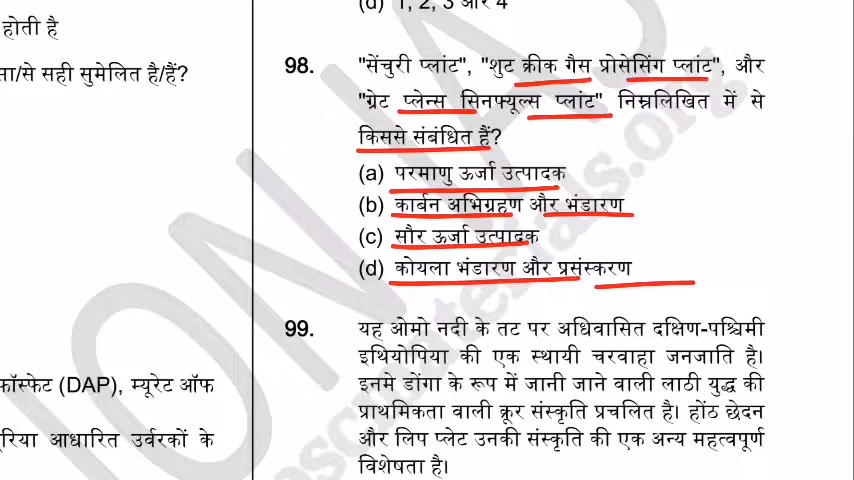 (d) 1, 2, 3 और 4
होती है
सा/से सही सुमेलित है/हैं?
98. "सेंचुरी प्लांट", "शुट क्रीक गैस प्रोसेसिंग प्लांट", और
"ग्रेट प्लेन्स सिनफ्यूल्स प्लांट" निम्नलिखित में से
किससे संबंधित हैं?
(a) परमाणु ऊर्जा उत्पादक
(b) कार्बन अभिग्रहण और भंडारण
(c) सौर ऊर्जा उत्पादक
(d) कोयला भंडारण और प्रसंस्करण
99. यह ओमो नदी के तट पर अधिवासित दक्षिण-पश्चिमी
इथियोपिया की एक स्थायी चरवाहा जनजाति है।
इनमे डोंगा के रूप में जानी जाने वाली लाठी युद्ध की
प्राथमिकता वाली क्रूर संस्कृति प्रचलित है। होंठ छेदन
और लिप प्लेट उनकी संस्कृति की एक अन्य महत्वपूर्ण
विशेषता है।
फॉस्फेट (DAP), म्यूरेट ऑफ
रिया आधारित उर्वरकों के